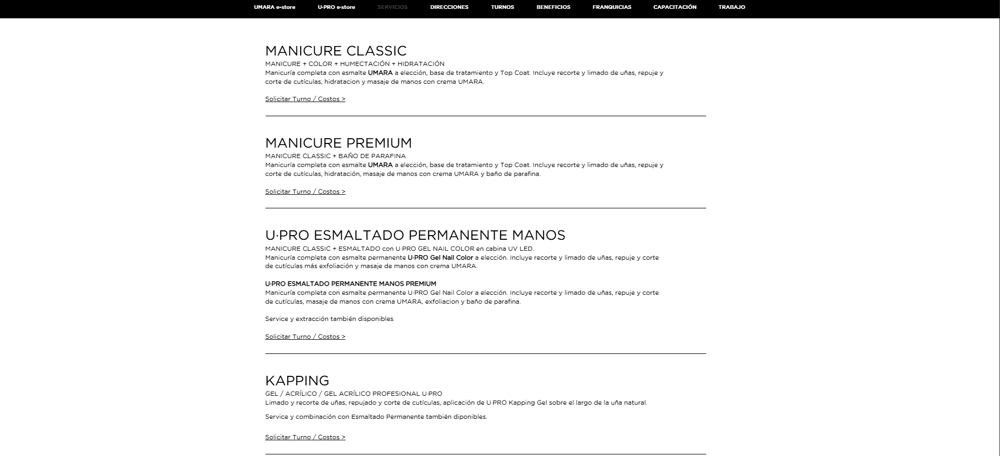 UMARA e-store U·PRO e-store SERVICIOS DIRECCIONES TURNOS BENEFICIOS FRANQUICIAS CAPACITACIÓN TRABAJO
MANICURE CLASSIC
MANICURE + COLOR + HUMECTACIÓN + HIDRATACIÓN
Manicuría completa con esmalte UMARA a elección, base de tratamiento y Top Coat. Incluye recorte y limado de uñas, repuje y
corte de cutículas, hidratacion y masaje de manos con crema UMARA.
Solicitar Turno / Costos >
MANICURE PREMIUM
MANICURE CLASSIC + BAÑO DE PARAFINA
Manicuría completa con esmalte UMARA a elección, base de tratamiento y Top Coat. Incluye recorte y limado de uñas, repuje y
corte de cutículas, hidratación, masaje de manos con crema UMARA y baño de parafina.
Solicitar Turno / Costos >
U·PRO ESMALTADO PERMANENTE MANOS
MANICURE CLASSIC + ESMALTADO con U·PRO GEL NAIL COLOR en cabina UV LED.
Manicuría completa con esmalte permanente U·PRO Gel Nail Color a elección. Incluye recorte y limado de uñas, repuje y corte
de cutículas más exfoliación y masaje de manos con crema UMARA.
U·PRO ESMALTADO PERMANENTE MANOS PREMIUM
Manicuría completa con esmalte permanente U·PRO Gel Nail Color a elección. Incluye recorte y limado de uñas, repuje y corte
de cutículas, masaje de manos con crema UMARA, exfoliacion y baño de parafina.
Service y extracción también disponibles.
Solicitar Turno / Costos >
KAPPING
GEL / ACRÍLICO / GEL ACRÍLICO PROFESIONAL U·PRO
Limado y recorte de uñas, repujado y corte de cutículas, aplicación de U·PRO Kapping Gel sobre el largo de la uña natural.
Service y combinación con Esmaltado Permanente también diponibles.
Solicitar Turno / Costos >